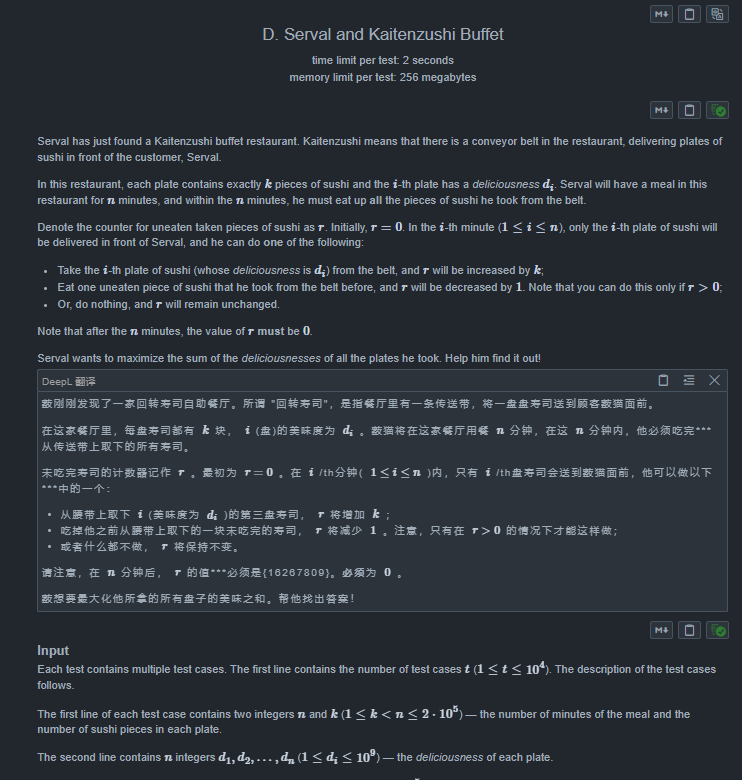 D. Serval and Kaitenzushi Buffet
time limit per test: 2 seconds
memory limit per test: 256 megabytes
Serval has just found a Kaitenzushi buffet restaurant. Kaitenzushi means that there is a conveyor belt in the restaurant, delivering plates of
sushi in front of the customer, Serval.
In this restaurant, each plate contains exactly k pieces of sushi and the i-th plate has a deliciousness d_i. Serval will have a meal in this
restaurant for n minutes, and within the n minutes, he must eat up all the pieces of sushi he took from the belt.
Denote the counter for uneaten taken pieces of sushi as r. Initially, r = 0. In the i-th minute (1 ≤ i ≤ n), only the i-th plate of sushi will
be delivered in front of Serval, and he can do one of the following:
• Take the i-th plate of sushi (whose deliciousness is d_i) from the belt, and r will be increased by k;
• Eat one uneaten piece of sushi that he took from the belt before, and r will be decreased by 1. Note that you can do this only if r > 0;
• Or, do nothing, and r will remain unchanged.
Note that after the n minutes, the value of r must be 0.
Serval wants to maximize the sum of the deliciousnesses of all the plates he took. Help him find it out!
DeepL 翻译
薮刚刚发现了一家回转寿司自助餐厅。所谓 "回转寿司"，是指餐厅里有一条传送带，将一盘盘寿司送到顾客薮猫面前。
在这家餐厅里，每盘寿司都有 k 块， i (盘)的美味度为 d_i 。薮猫将在这家餐厅用餐 n 分钟，在这 n 分钟内，他必须吃完***
从传送带上取下的所有寿司。
未吃完寿司的计数器记作 r 。最初为 r = 0 。在 i /th分钟( 1 ≤ i ≤ n )内，只有 i /th盘寿司会送到薮猫面前，他可以做以下
***中的一个：
• 从腰带上取下 i (美味度为 d_i )的第三盘寿司， r 将增加 k ；
• 吃掉他之前从腰带上取下的一块未吃完的寿司， r 将减少 1 。注意，只有在 r > 0 的情况下才能这样做；
• 或者什么都不做， r 将保持不变。
请注意，在 n 分钟后， r 的值***必须是{16267809}。必须为 0 。
薮想要最大化他所拿的所有盘子的美味之和。帮他找出答案！
Input
Each test contains multiple test cases. The first line contains the number of test cases t (1 ≤ t ≤ 10^4). The description of the test cases
follows.
The first line of each test case contains two integers n and k (1 ≤ k < n ≤ 2 · 10^5) — the number of minutes of the meal and the
number of sushi pieces in each plate.
The second line contains n integers d_1, d_2, . . . , d_n (1 ≤ d_i ≤ 10^9) — the deliciousness of each plate.